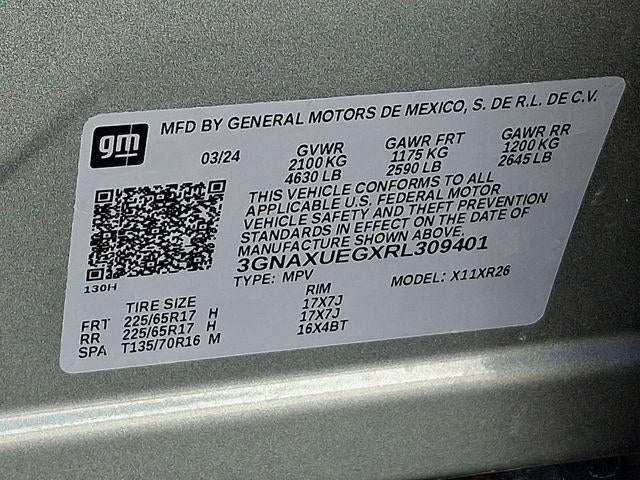 gm
MFD BY GENERAL MOTORS DE MEXICO, S. DE R.L. DE C.V.
03/24 GVWR GAWR FRT GAWR RR
2100 KG 1175 KG 1200 KG
4630 LB 2590 LB 2645 LB
THIS VEHICLE CONFORMS TO ALL
APPLICABLE U.S. FEDERAL MOTOR
VEHICLE SAFETY AND THEFT PREVENTION
STANDARDS IN EFFECT ON THE DATE OF
MANUFACTURE SHOWN ABOVE.
3GNAXUEGXRL309401
TYPE: MPV MODEL: X11XR26
130H
TIRE SIZE RIM
FRT 225/65R17 H 17X7J
RR 225/65R17 H 17X7J
SPA T135/70R16 M 16X4BT